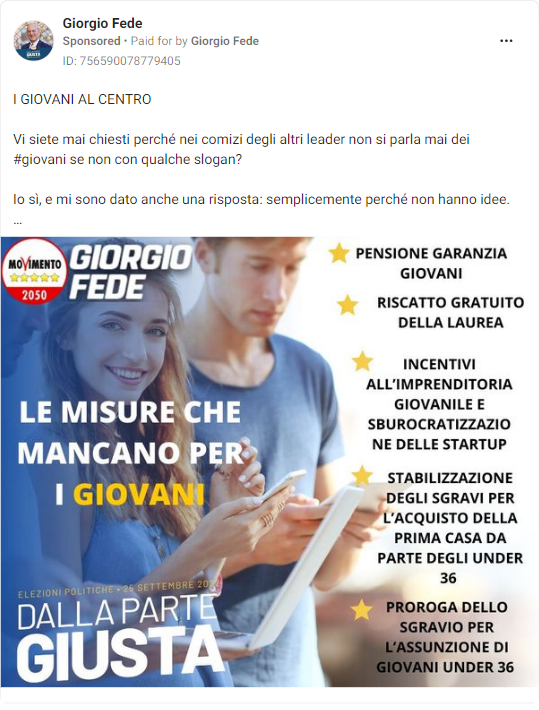 Giorgio Fede
Sponsored • Paid for by Giorgio Fede
ID: 756590078779405
I GIOVANI AL CENTRO
Vi siete mai chiesti perché nei comizi degli altri leader non si parla mai dei
#giovani se non con qualche slogan?
Io sì, e mi sono dato anche una risposta: semplicemente perché non hanno idee.
...
MOVIMENTO
2050
GIORGIO
FEDE
LE MISURE CHE
MANCANO PER
I GIOVANI
ELEZIONI POLITICHE • 25 SETTEMBRE
DALLA PARTE
GIUSTA
PENSIONE GARANZIA
GIOVANI
RISCATTO GRATUITO
DELLA LAUREA
INCENTIVI
ALL'IMPRENDITORIA
GIOVANILE E
SBUROCRATIZZAZIO
NE DELLE STARTUP
STABILIZZAZIONE
DEGLI SGRAVI PER
L'ACQUISTO DELLA
PRIMA CASA DA
PARTE DEGLI UNDER
36
PROROGA DELLO
SGRAVIO PER
L'ASSUNZIONE DI
GIOVANI UNDER 36